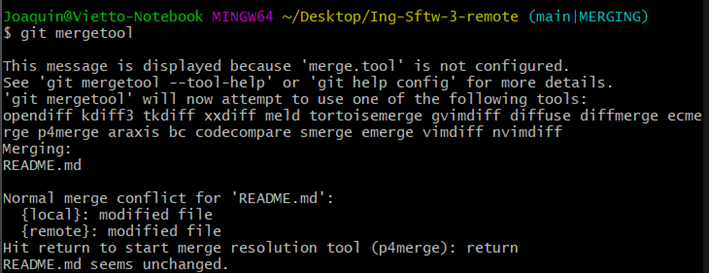 Joaquin@Vietto-Notebook MINGW64 ~/Desktop/Ing-Sftw-3-remote (main|MERGING)
$ git mergetool

This message is displayed because 'merge.tool' is not configured.
See 'git mergetool --tool-help' or 'git help config' for more details.
'git mergetool' will now attempt to use one of the following tools:
opendiff kdiff3 tkdiff xxdiff meld tortoisemerge gvimdiff diffuse diffmerge ecme
rge p4merge araxis bc codecompare smerge emerge vimdiff nvimdiff
Merging:
README.md

Normal merge conflict for 'README.md':
  {local}: modified file
  {remote}: modified file
Hit return to start merge resolution tool (p4merge): return
README.md seems unchanged.